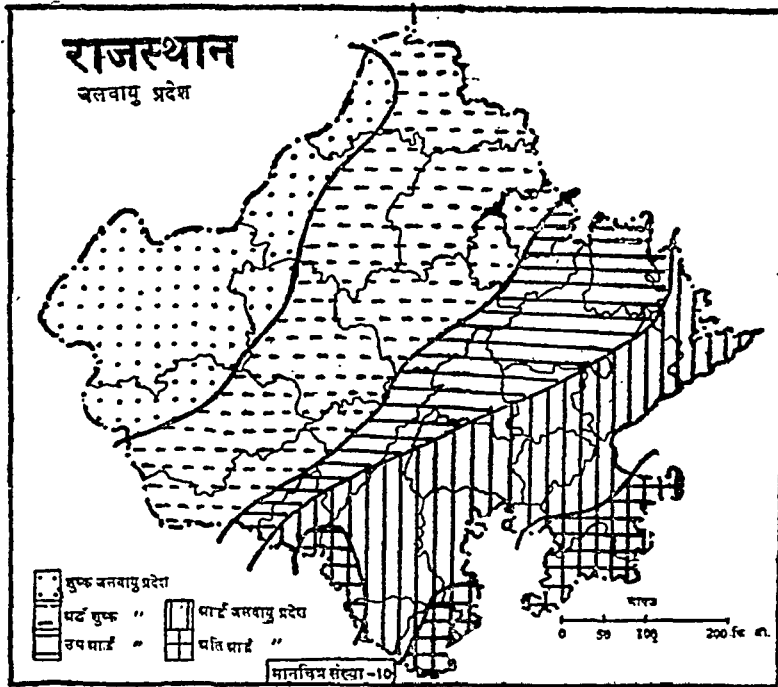 राजस्थान
जलवायु प्रदेश
शुष्क जलवायु प्रदेश
अर्द्ध शुष्क "
उप आर्द्र "
आर्द्र जलवायु प्रदेश
अति आर्द्र "
मापक
0 50 100 200 कि. मी.
मानचित्र संख्या-10